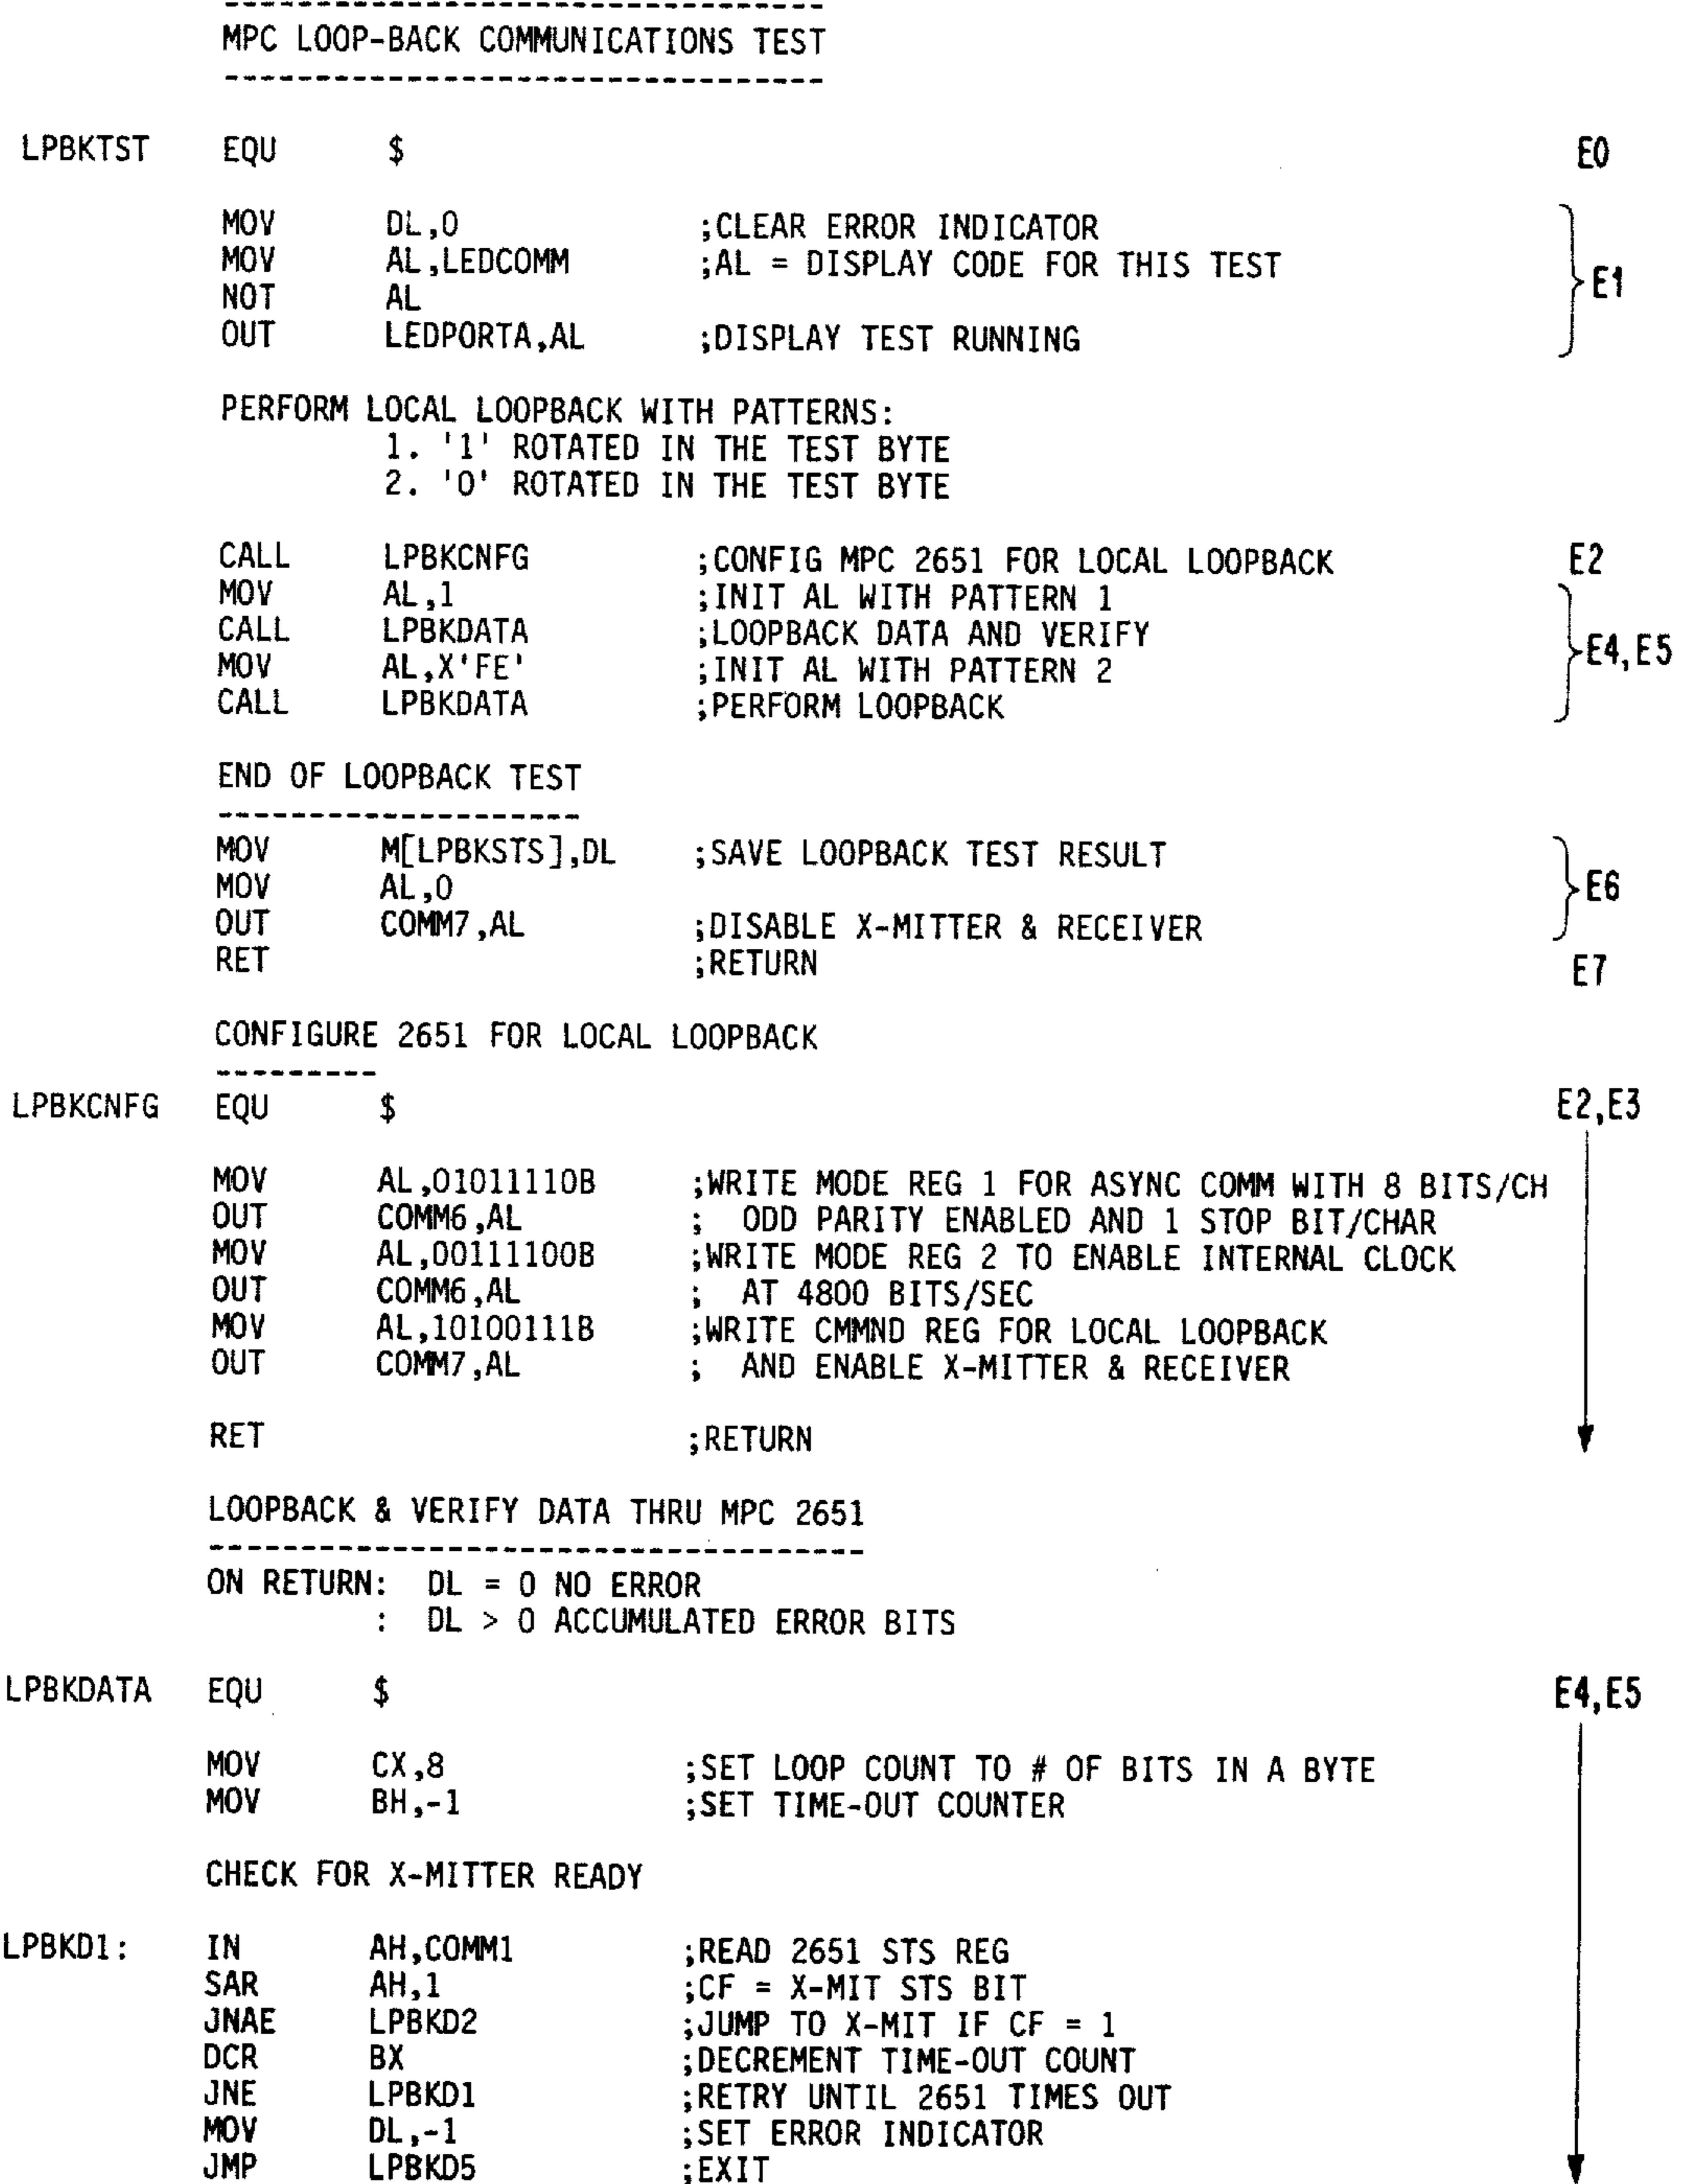 MPC LOOP-BACK COMMUNICATIONS TEST
LPBKTST EQU $ E0
MOV DL,0 ;CLEAR ERROR INDICATOR
MOV AL,LEDCOMM ;AL = DISPLAY CODE FOR THIS TEST
NOT AL E1
OUT LEDPORTA,AL ;DISPLAY TEST RUNNING
PERFORM LOCAL LOOPBACK WITH PATTERNS:
1. '1' ROTATED IN THE TEST BYTE
2. '0' ROTATED IN THE TEST BYTE
CALL LPBKCNFG ;CONFIG MPC 2651 FOR LOCAL LOOPBACK E2
MOV AL,1 ;INIT AL WITH PATTERN 1
CALL LPBKDATA ;LOOPBACK DATA AND VERIFY
MOV AL,X'FE' ;INIT AL WITH PATTERN 2 E4,E5
CALL LPBKDATA ;PERFORM LOOPBACK
END OF LOOPBACK TEST
MOV M[LPBKSTS],DL ;SAVE LOOPBACK TEST RESULT
MOV AL,0 E6
OUT COMM7,AL ;DISABLE X-MITTER & RECEIVER
RET ;RETURN E7
CONFIGURE 2651 FOR LOCAL LOOPBACK
LPBKCNFG EQU $ E2,E3
MOV AL,01011110B ;WRITE MODE REG 1 FOR ASYNC COMM WITH 8 BITS/CH
OUT COMM6,AL ; ODD PARITY ENABLED AND 1 STOP BIT/CHAR
MOV AL,00111100B ;WRITE MODE REG 2 TO ENABLE INTERNAL CLOCK
OUT COMM6,AL ; AT 4800 BITS/SEC
MOV AL,10100111B ;WRITE CMMND REG FOR LOCAL LOOPBACK
OUT COMM7,AL ; AND ENABLE X-MITTER & RECEIVER
RET ;RETURN
LOOPBACK & VERIFY DATA THRU MPC 2651
ON RETURN: DL = 0 NO ERROR
: DL > 0 ACCUMULATED ERROR BITS
LPBKDATA EQU $ E4,E5
MOV CX,8 ;SET LOOP COUNT TO # OF BITS IN A BYTE
MOV BH,-1 ;SET TIME-OUT COUNTER
CHECK FOR X-MITTER READY
LPBKD1: IN AH,COMM1 ;READ 2651 STS REG
SAR AH,1 ;CF = X-MIT STS BIT
JNAE LPBKD2 ;JUMP TO X-MIT IF CF = 1
DCR BX ;DECREMENT TIME-OUT COUNT
JNE LPBKD1 ;RETRY UNTIL 2651 TIMES OUT
MOV DL,-1 ;SET ERROR INDICATOR
JMP LPBKD5 ;EXIT